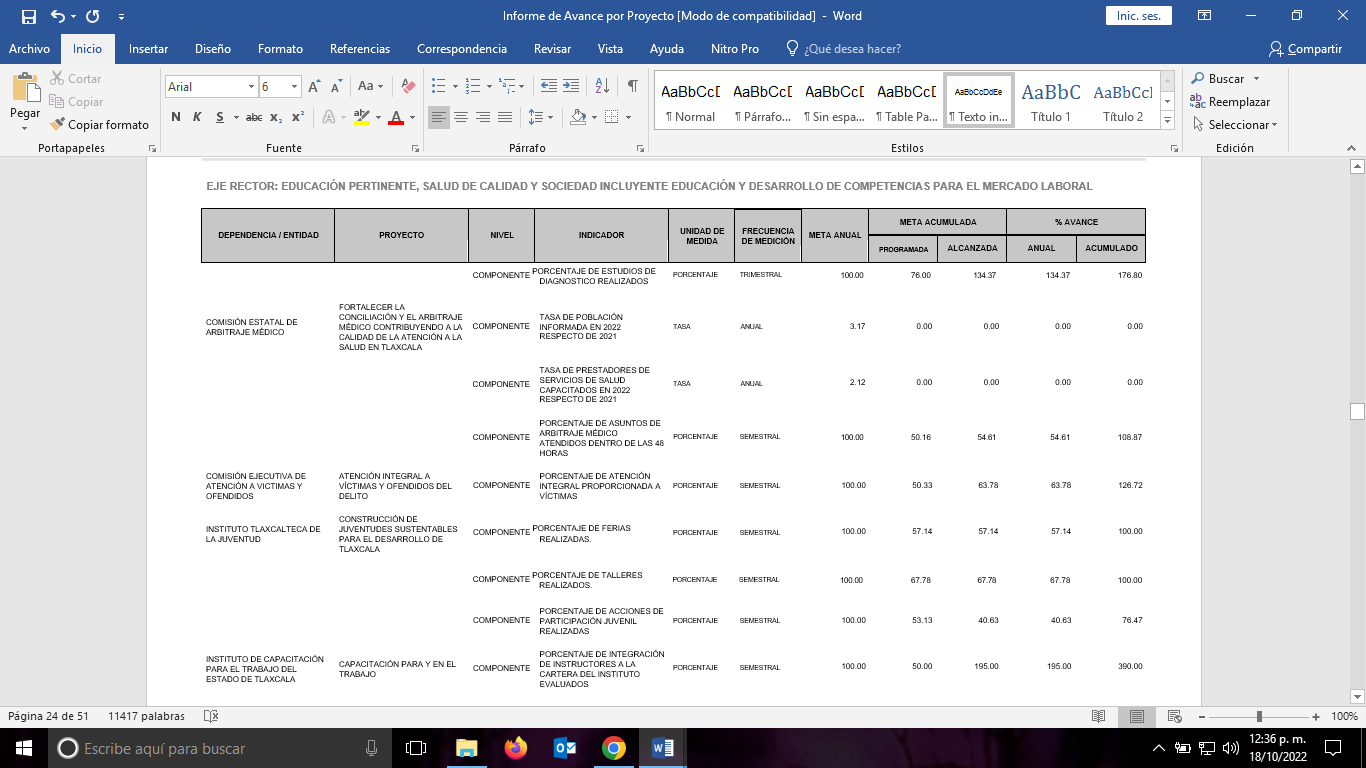 Informe de Avance por Proyecto [Modo de compatibilidad] - Word
Inic. ses.
Archivo Inicio Insertar Diseño Formato Referencias Correspondencia Revisar Vista Ayuda Nitro Pro ¿Qué desea hacer? Compartir
Pegar
Cortar
Copiar
Copiar formato
Portapapeles
Arial 6
N K S abc x₂ x²
Fuente
Párrafo
AaBbCcD ¶ Normal
AaBbCcD ¶ Párrafo...
AaBbCcD ¶ Sin espa...
AaBbCcD ¶ Table Pa...
AaBbCcDdEe ¶ Texto in...
AaBbC Título 1
AaBbCcI Título 2
Estilos
Buscar
Reemplazar
Seleccionar
Edición
EJE RECTOR: EDUCACIÓN PERTINENTE, SALUD DE CALIDAD Y SOCIEDAD INCLUYENTE EDUCACIÓN Y DESARROLLO DE COMPETENCIAS PARA EL MERCADO LABORAL
DEPENDENCIA / ENTIDAD
PROYECTO
NIVEL
INDICADOR
UNIDAD DE
MEDIDA
FRECUENCIA
DE MEDICIÓN
META ANUAL
META ACUMULADA
PROGRAMADA ALCANZADA
% AVANCE
ANUAL ACUMULADO
COMPONENTE
PORCENTAJE DE ESTUDIOS DE
DIAGNOSTICO REALIZADOS
PORCENTAJE TRIMESTRAL 100.00 76.00 134.37 134.37 176.80
COMISIÓN ESTATAL DE
ARBITRAJE MÉDICO
FORTALECER LA
CONCILIACIÓN Y EL ARBITRAJE
MÉDICO CONTRIBUYENDO A LA
CALIDAD DE LA ATENCIÓN A LA
SALUD EN TLAXCALA
COMPONENTE
TASA DE POBLACIÓN
INFORMADA EN 2022
RESPECTO DE 2021
TASA ANUAL 3.17 0.00 0.00 0.00 0.00
COMPONENTE
TASA DE PRESTADORES DE
SERVICIOS DE SALUD
CAPACITADOS EN 2022
RESPECTO DE 2021
TASA ANUAL 2.12 0.00 0.00 0.00 0.00
COMPONENTE
PORCENTAJE DE ASUNTOS DE
ARBITRAJE MÉDICO
ATENDIDOS DENTRO DE LAS 48
HORAS
PORCENTAJE SEMESTRAL 100.00 50.16 54.61 54.61 108.87
COMISIÓN EJECUTIVA DE
ATENCIÓN A VICTIMAS Y
OFENDIDOS
ATENCIÓN INTEGRAL A
VÍCTIMAS Y OFENDIDOS DEL
DELITO
COMPONENTE
PORCENTAJE DE ATENCIÓN
INTEGRAL PROPORCIONADA A
VÍCTIMAS
PORCENTAJE SEMESTRAL 100.00 50.33 63.78 63.78 126.72
INSTITUTO TLAXCALTECA DE
LA JUVENTUD
CONSTRUCCIÓN DE
JUVENTUDES SUSTENTABLES
PARA EL DESARROLLO DE
TLAXCALA
COMPONENTE
PORCENTAJE DE FERIAS
REALIZADAS.
PORCENTAJE SEMESTRAL 100.00 57.14 57.14 57.14 100.00
COMPONENTE
PORCENTAJE DE TALLERES
REALIZADOS.
PORCENTAJE SEMESTRAL 100.00 67.78 67.78 67.78 100.00
COMPONENTE
PORCENTAJE DE ACCIONES DE
PARTICIPACIÓN JUVENIL
REALIZADAS
PORCENTAJE SEMESTRAL 100.00 53.13 40.63 40.63 76.47
INSTITUTO DE CAPACITACIÓN
PARA EL TRABAJO DEL
ESTADO DE TLAXCALA
CAPACITACIÓN PARA Y EN EL
TRABAJO
COMPONENTE
PORCENTAJE DE INTEGRACIÓN
DE INSTRUCTORES A LA
CARTERA DEL INSTITUTO
EVALUADOS
PORCENTAJE SEMESTRAL 100.00 50.00 195.00 195.00 390.00
Página 24 de 51 11417 palabras 100%
Escribe aquí para buscar
12:36 p. m.
18/10/2022